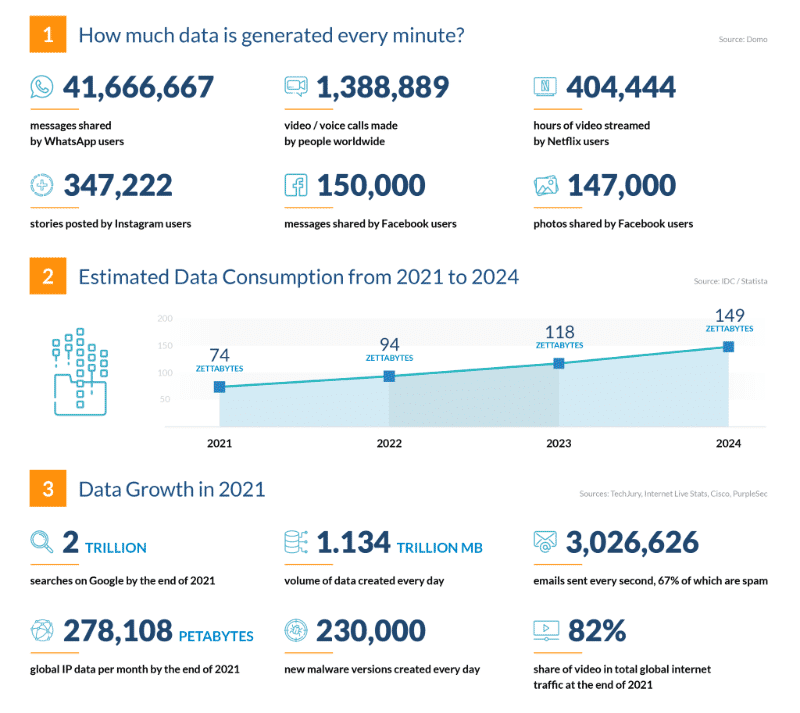 1 How much data is generated every minute?
Source: Domo
41,666,667
messages shared
by WhatsApp users
1,388,889
video / voice calls made
by people worldwide
404,444
hours of video streamed
by Netflix users
347,222
stories posted by Instagram users
150,000
messages shared by Facebook users
147,000
photos shared by Facebook users
2 Estimated Data Consumption from 2021 to 2024
Source: IDC / Statista
200
150
100
50
74
ZETTABYTES
94
ZETTABYTES
118
ZETTABYTES
149
ZETTABYTES
2021
2022
2023
2024
3 Data Growth in 2021
Sources: TechJury, Internet Live Stats, Cisco, PurpleSec
2 TRILLION
searches on Google by the end of 2021
1.134 TRILLION MB
volume of data created every day
3,026,626
emails sent every second, 67% of which are spam
278,108 PETABYTES
global IP data per month by the end of 2021
230,000
new malware versions created every day
82%
share of video in total global internet
traffic at the end of 2021